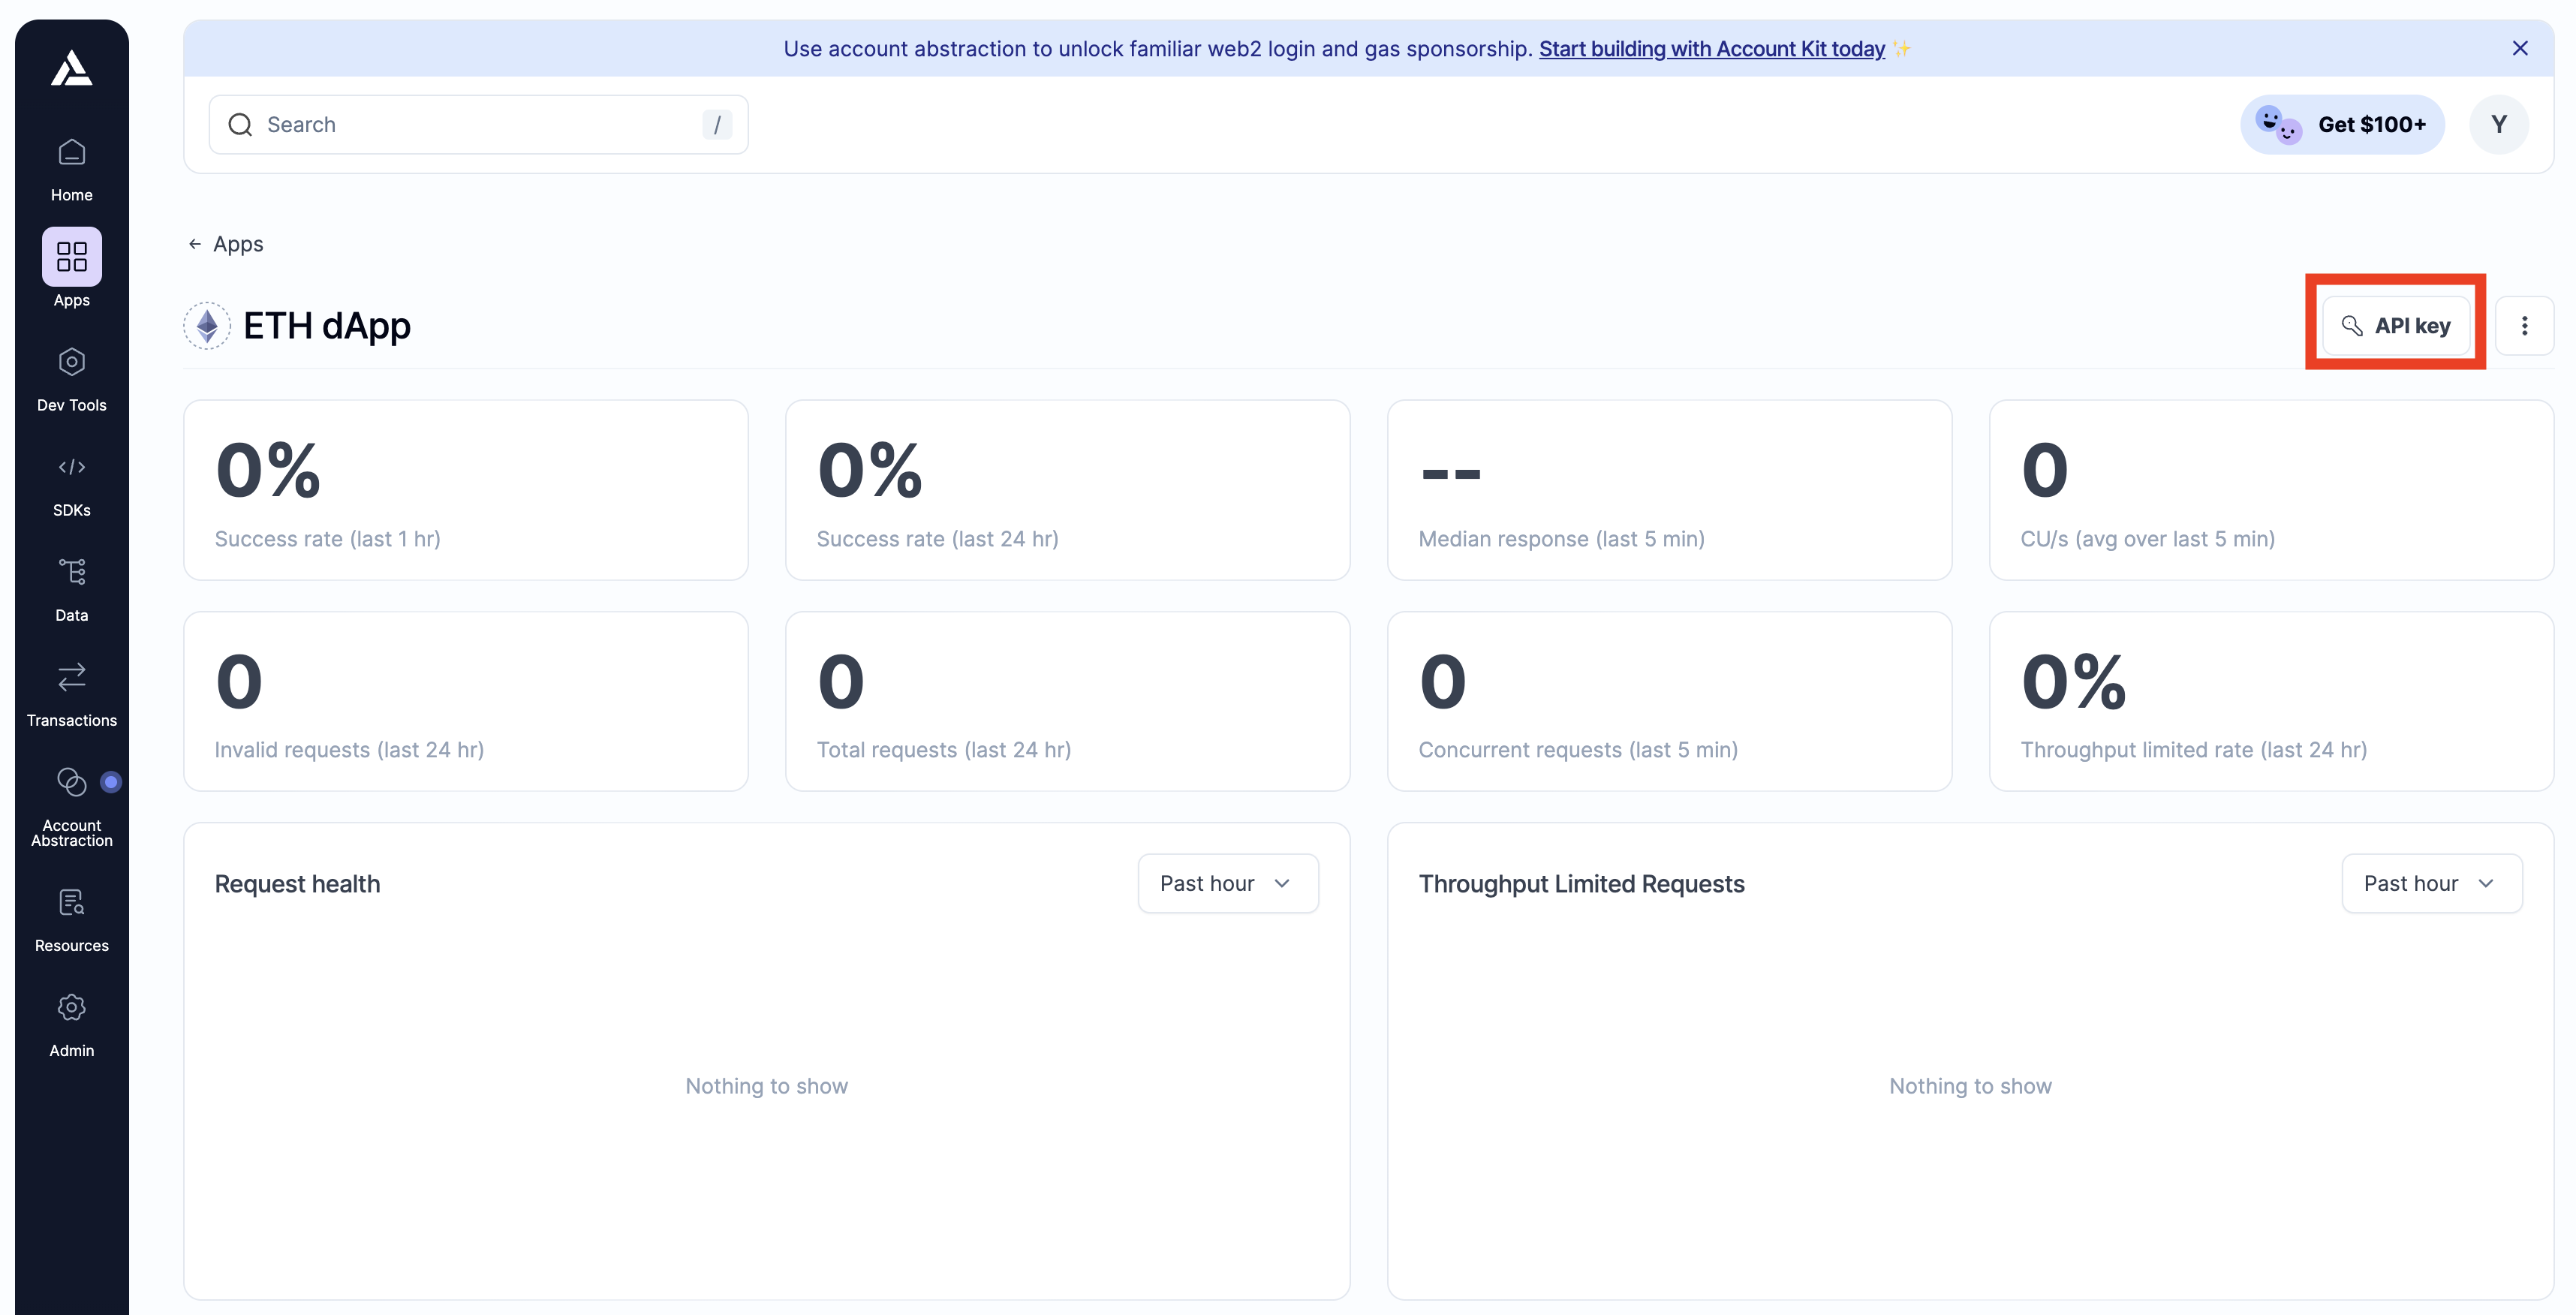 Use account abstraction to unlock familiar web2 login and gas sponsorship. Start building with Account Kit today ✨
Search /
Get $100+
Y
Home
Apps
Dev Tools
SDKs
Data
Transactions
Account
Abstraction
Resources
Admin
← Apps
ETH dApp
API key
0%
Success rate (last 1 hr)
0%
Success rate (last 24 hr)
--
Median response (last 5 min)
0
CU/s (avg over last 5 min)
0
Invalid requests (last 24 hr)
0
Total requests (last 24 hr)
0
Concurrent requests (last 5 min)
0%
Throughput limited rate (last 24 hr)
Request health
Past hour
Nothing to show
Throughput Limited Requests
Past hour
Nothing to show